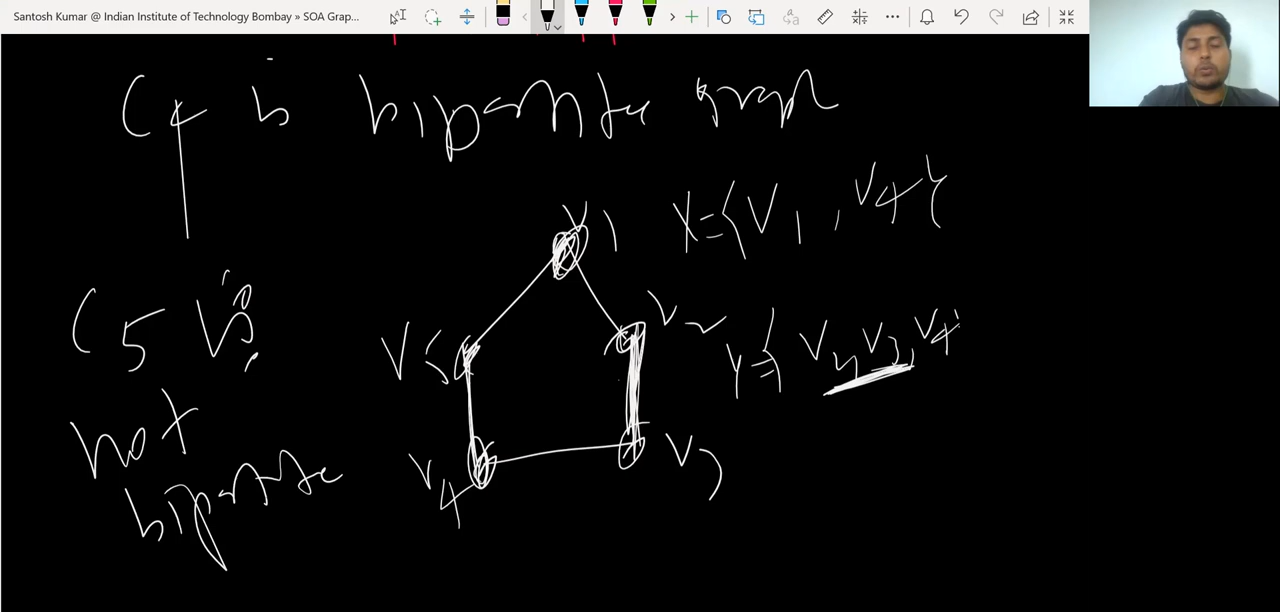 Santosh Kumar @ Indian Institute of Technology Bombay » SOA Grap...
C4 is bipartite graph
V1 X={V1, V4}
C5 is V5 V2 Y={V2, V3, V4
not V4 V3
bipartite